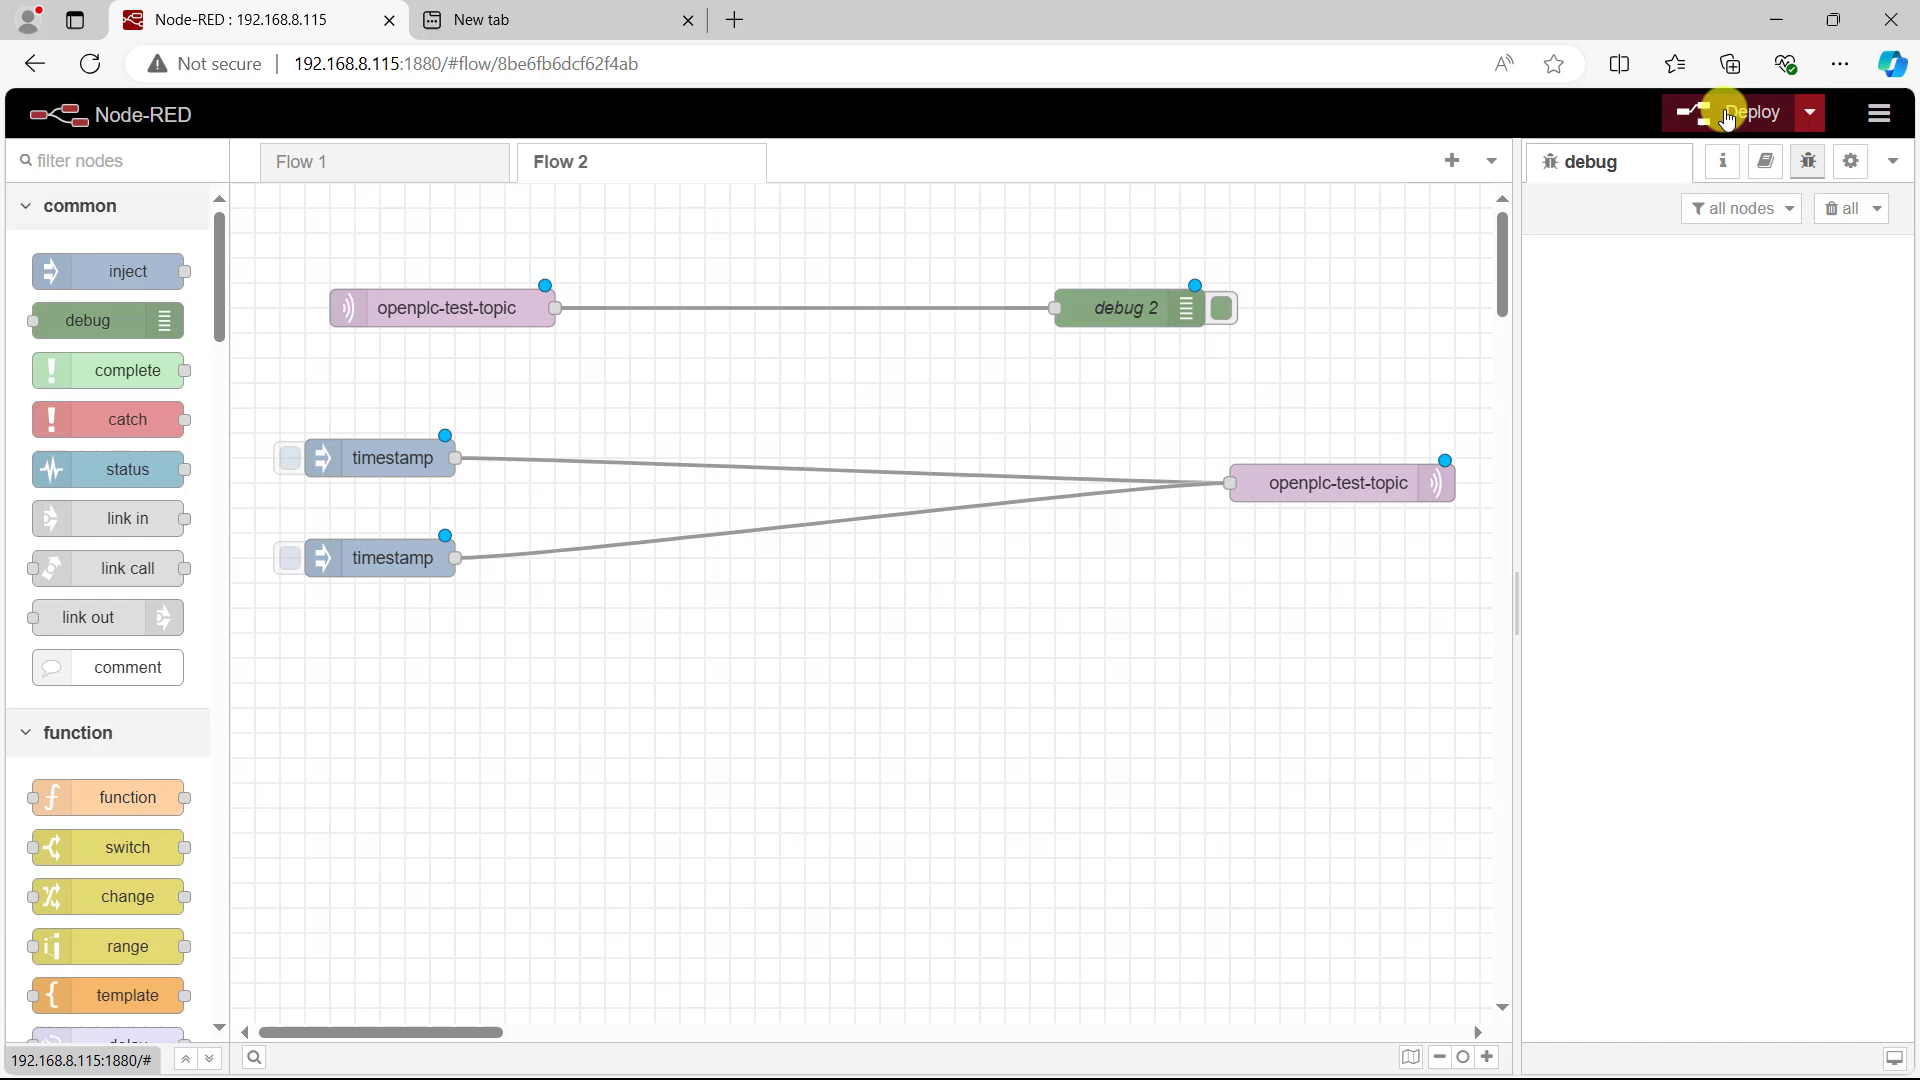 Node-RED : 192.168.8.115
New tab
Not secure
192.168.8.115:1880/#flow/8be6fb6dcf62f4ab
Node-RED
Deploy
filter nodes
Flow 1
Flow 2
debug
i
all nodes
all
common
inject
debug
complete
catch
status
link in
link call
link out
comment
function
function
switch
change
range
template
delay
openplc-test-topic
debug 2
timestamp
openplc-test-topic
timestamp
192.168.8.115:1880/#